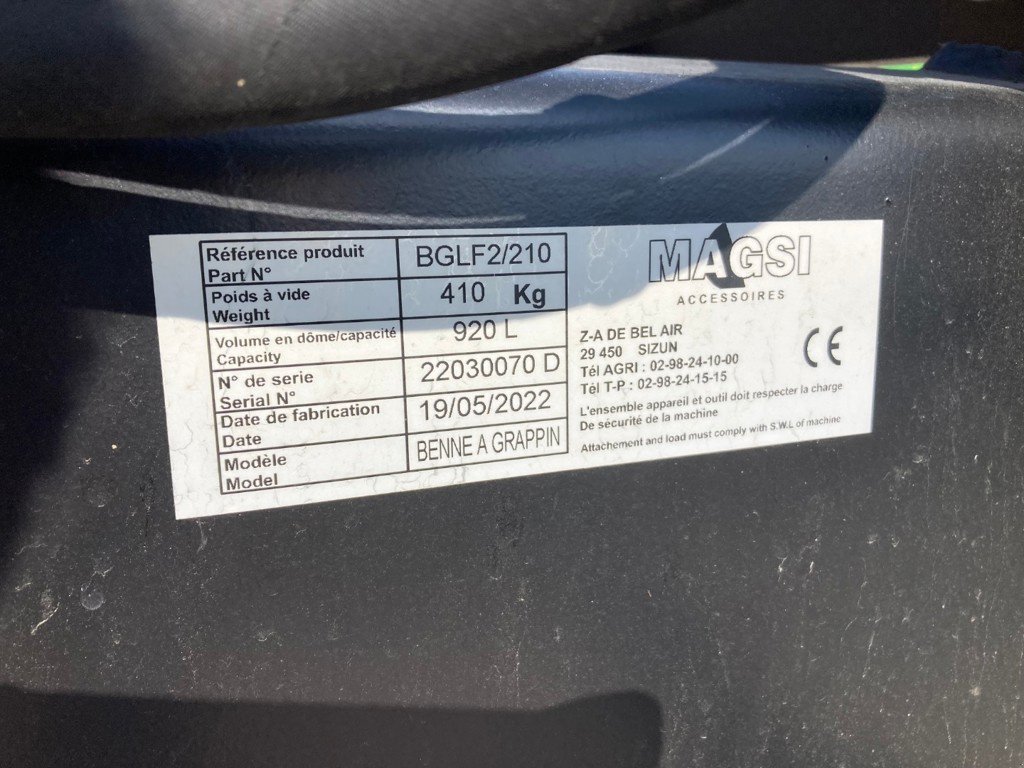 Référence produit BGLF2/210
Part N°
Poids à vide 410 Kg
Weight
Volume en dôme/capacité 920 L
Capacity
N° de serie 22030070 D
Serial N°
Date de fabrication 19/05/2022
Date
Modèle BENNE A GRAPPIN
Model
MAGSI
ACCESSOIRES
Z-A DE BEL AIR
29 450 SIZUN
Tél AGRI : 02-98-24-10-00
Tél T-P : 02-98-24-15-15
CE
L'ensemble appareil et outil doit respecter la charge
De sécurité de la machine
Attachement and load must comply with S.W.L of machine